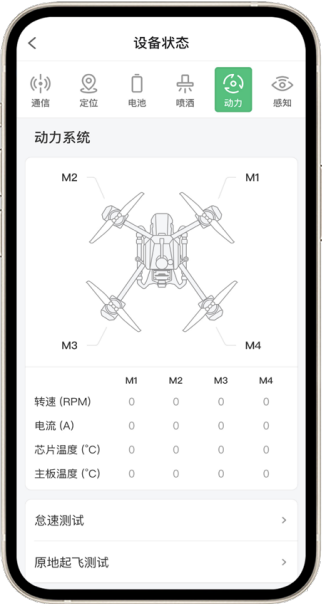 设备状态
通信 定位 电池 喷洒 动力 感知
动力系统
M2 M1
M3 M4
M1 M2 M3 M4
转速 (RPM) 0 0 0 0
电流 (A) 0 0 0 0
芯片温度 (°C) 0 0 0 0
主板温度 (°C) 0 0 0 0
怠速测试
原地起飞测试